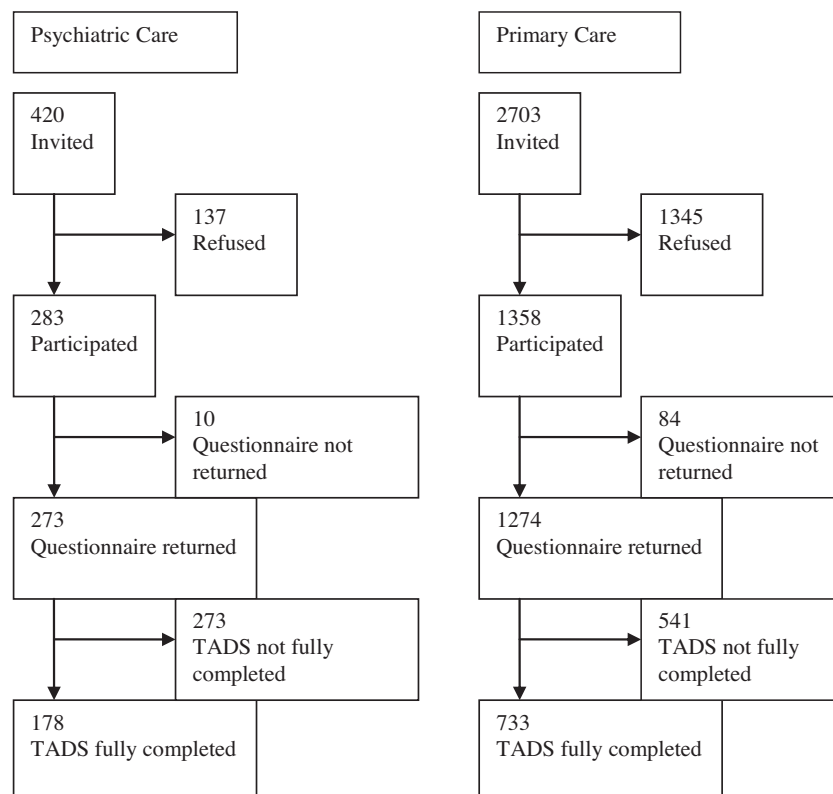 Psychiatric Care
420
Invited
137
Refused
283
Participated
10
Questionnaire not
returned
273
Questionnaire returned
273
TADS not fully
completed
178
TADS fully completed
Primary Care
2703
Invited
1345
Refused
1358
Participated
84
Questionnaire not
returned
1274
Questionnaire returned
541
TADS not fully
completed
733
TADS fully completed